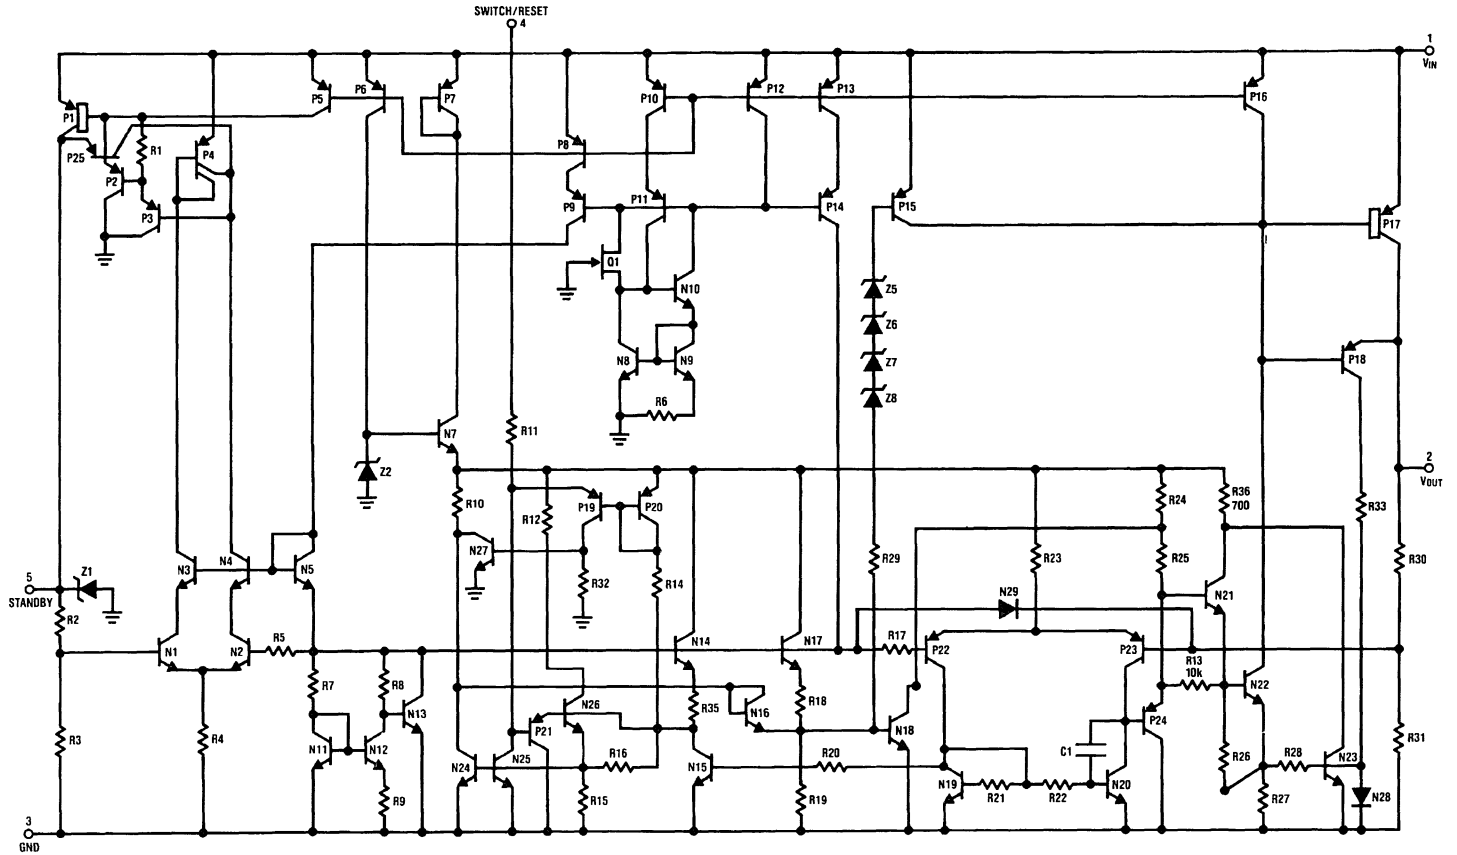 SWITCH/RESET
4
1
VIN
P1
P5
P6
P7
P10
P12
P13
P16
P25
R1
P4
P8
P2
P3
P9
P11
P14
P15
P17
Q1
N10
Z5
Z6
Z7
Z8
N8
N9
P18
R6
R11
N7
Z2
2
VOUT
R10
R12
P19
P20
R24
R36
700
R33
N27
R32
R14
R29
R23
R25
R30
N3
N4
N5
5
STANDBY
Z1
R2
N29
N21
N1
N2
R5
N14
N17
R17
P22
P23
R13
10k
R7
R8
N13
N26
R35
N16
R18
N22
N18
P24
P21
R3
R4
N11
N12
N24
N25
R16
N15
R20
C1
R26
R28
N23
R31
N19
R21
R22
N20
R9
R15
R19
R27
N28
3
GND